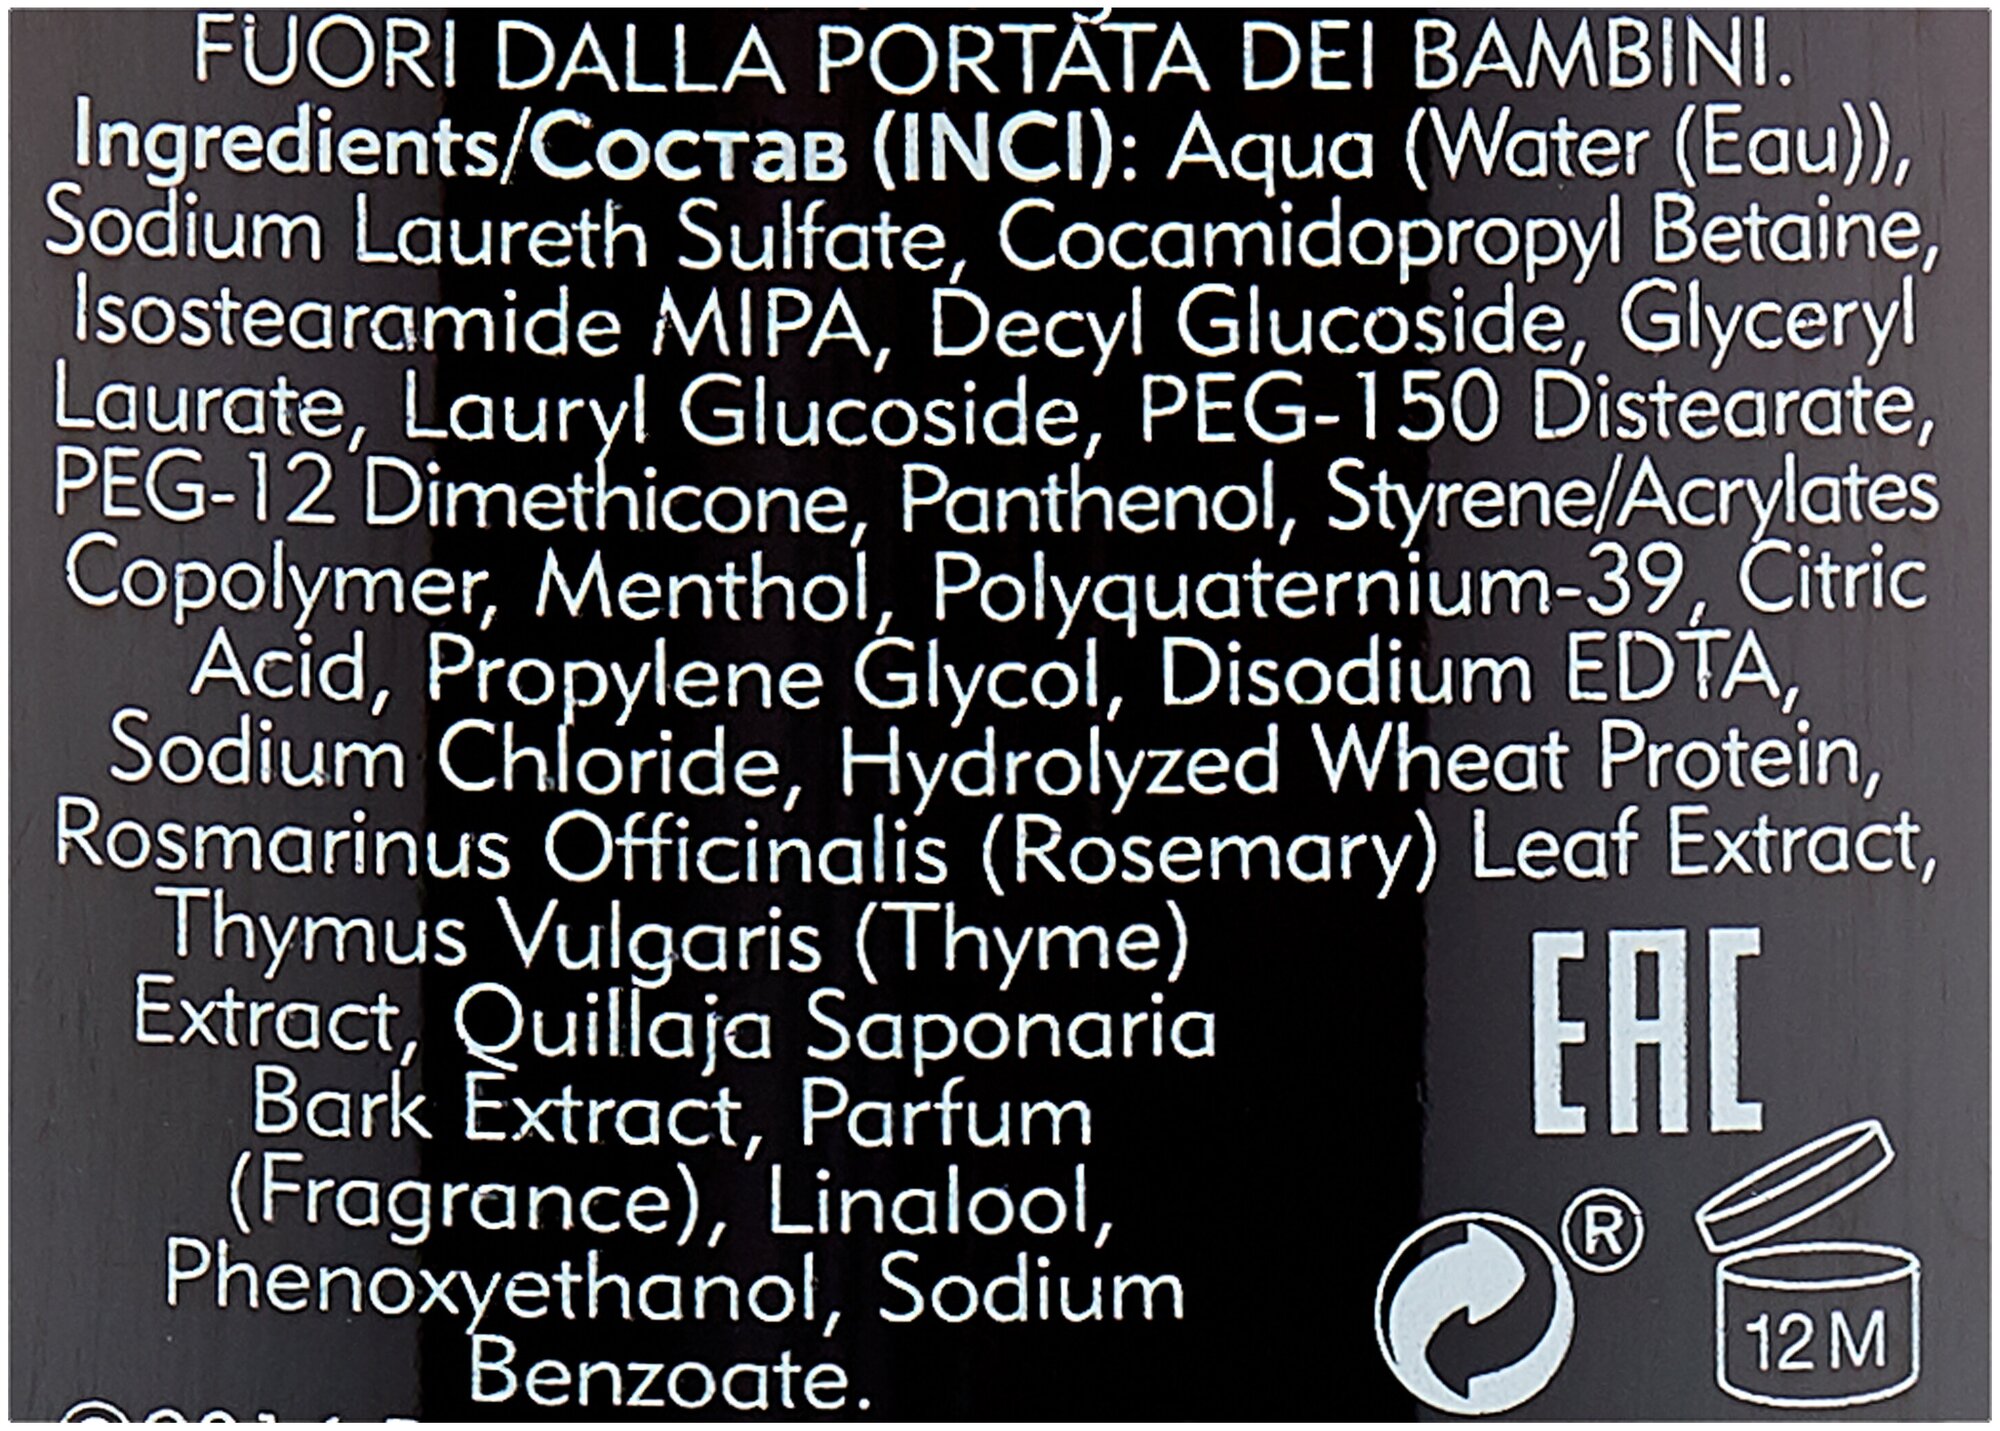 FUORI DALLA PORTATA DEI BAMBINI.
Ingredients/Состав (INCI): Aqua (Water (Eau)),
Sodium Laureth Sulfate, Cocamidopropyl Betaine,
Isostearamide MIPA, Decyl Glucoside, Glyceryl
Laurate, Lauryl Glucoside, PEG-150 Distearate,
PEG-12 Dimethicone, Panthenol, Styrene/Acrylates
Copolymer, Menthol, Polyquaternium-39, Citric
Acid, Propylene Glycol, Disodium EDTA,
Sodium Chloride, Hydrolyzed Wheat Protein,
Rosmarinus Officinalis (Rosemary) Leaf Extract,
Thymus Vulgaris (Thyme)
Extract, Quillaja Saponaria
Bark Extract, Parfum
(Fragrance), Linalool,
Phenoxyethanol, Sodium
Benzoate.
EAC
®
12 M